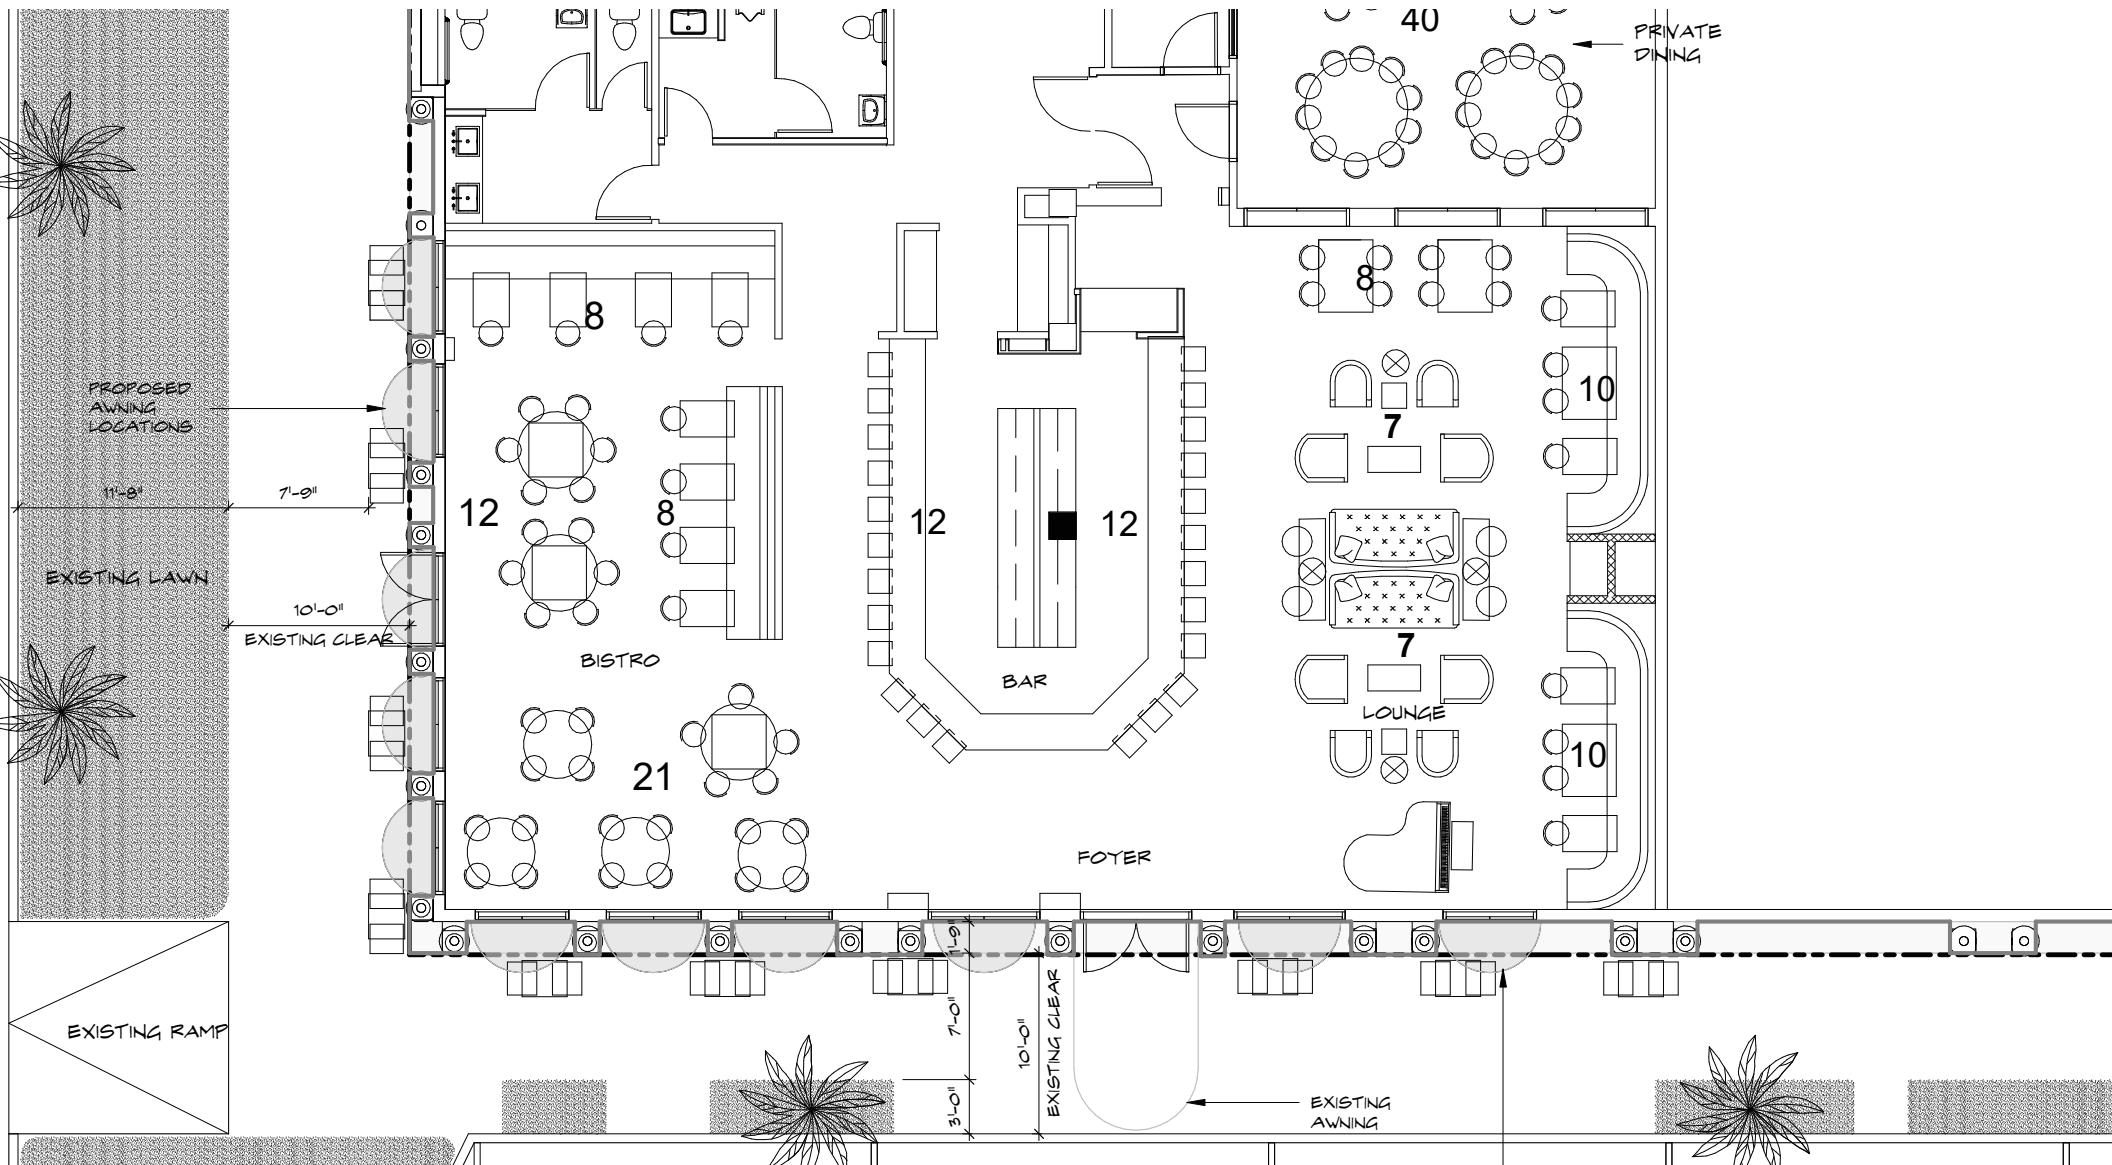 40
PRIVATE
DINING
8
8
PROPOSED
AWNING
LOCATIONS
10
7
11'-8"
7'-9"
12
8
12
12
EXISTING LAWN
10'-0"
EXISTING CLEAR
BISTRO
7
BAR
LOUNGE
21
10
FOYER
1'-9"
EXISTING RAMP
7'-0"
10'-0"
EXISTING CLEAR
3'-0"
EXISTING
AWNING